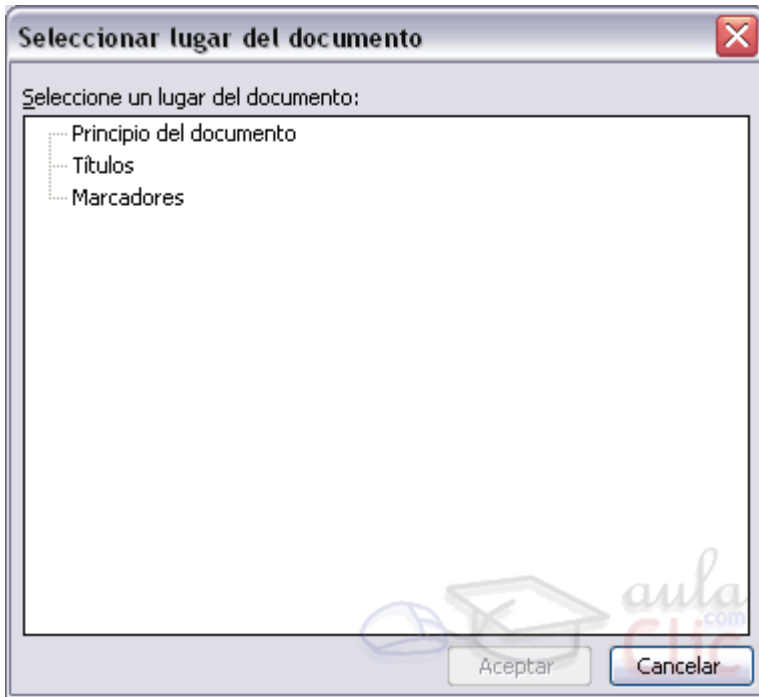 Seleccionar lugar del documento
Seleccione un lugar del documento:
Principio del documento
Títulos
Marcadores
aula
.com
Clic
Aceptar
Cancelar